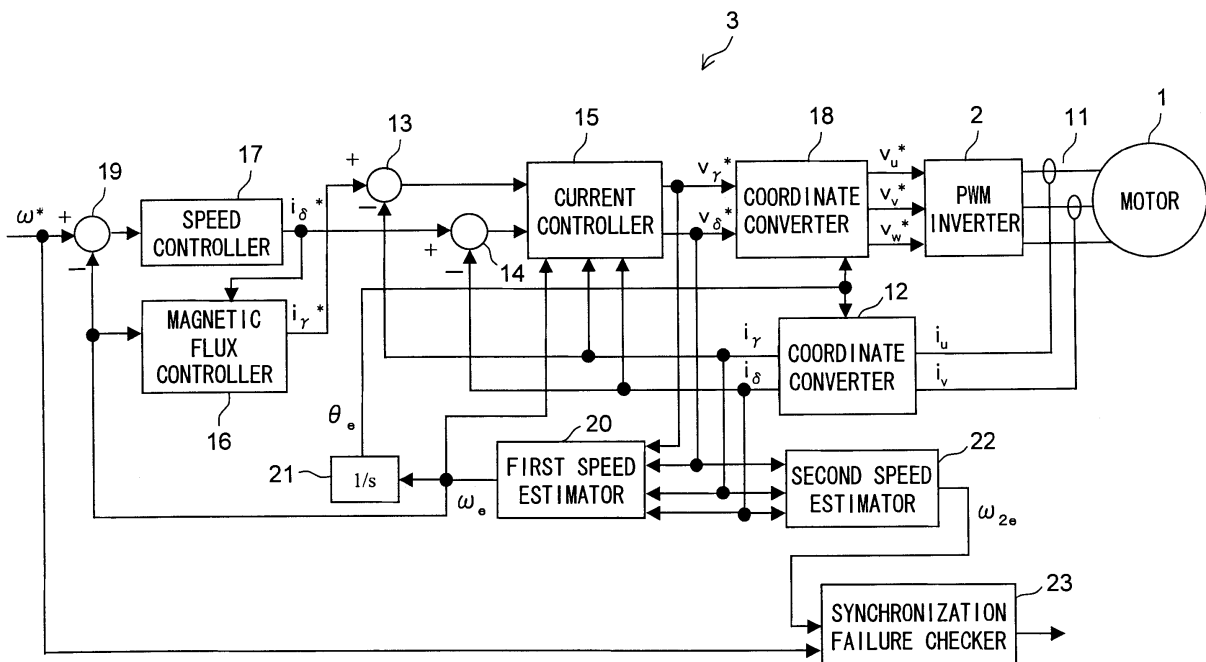 3
1
2
11
18
15
13
17
19
ω*
+
−
SPEED
CONTROLLER
iδ*
+
−
+
−
14
CURRENT
CONTROLLER
vγ*
vδ*
COORDINATE
CONVERTER
vu*
vv*
vw*
PWM
INVERTER
MOTOR
MAGNETIC
FLUX
CONTROLLER
iγ*
16
12
iγ
iδ
COORDINATE
CONVERTER
iu
iv
θe
21
1/s
ωe
20
FIRST SPEED
ESTIMATOR
22
SECOND SPEED
ESTIMATOR
ω2e
23
SYNCHRONIZATION
FAILURE CHECKER